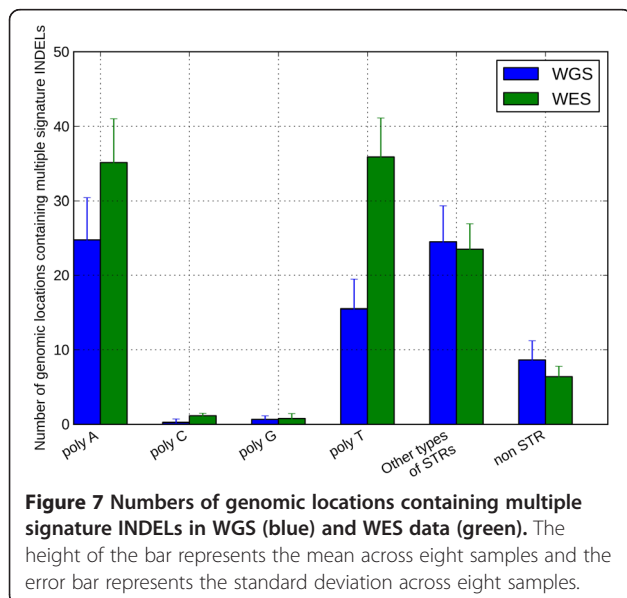 Number of genomic locations containing multiple signature INDELs
50
40
30
20
10
0
WGS
WES
poly A
poly C
poly G
poly T
Other types
of STRs
non STR
Figure 7 Numbers of genomic locations containing multiple
signature INDELs in WGS (blue) and WES data (green). The
height of the bar represents the mean across eight samples and the
error bar represents the standard deviation across eight samples.